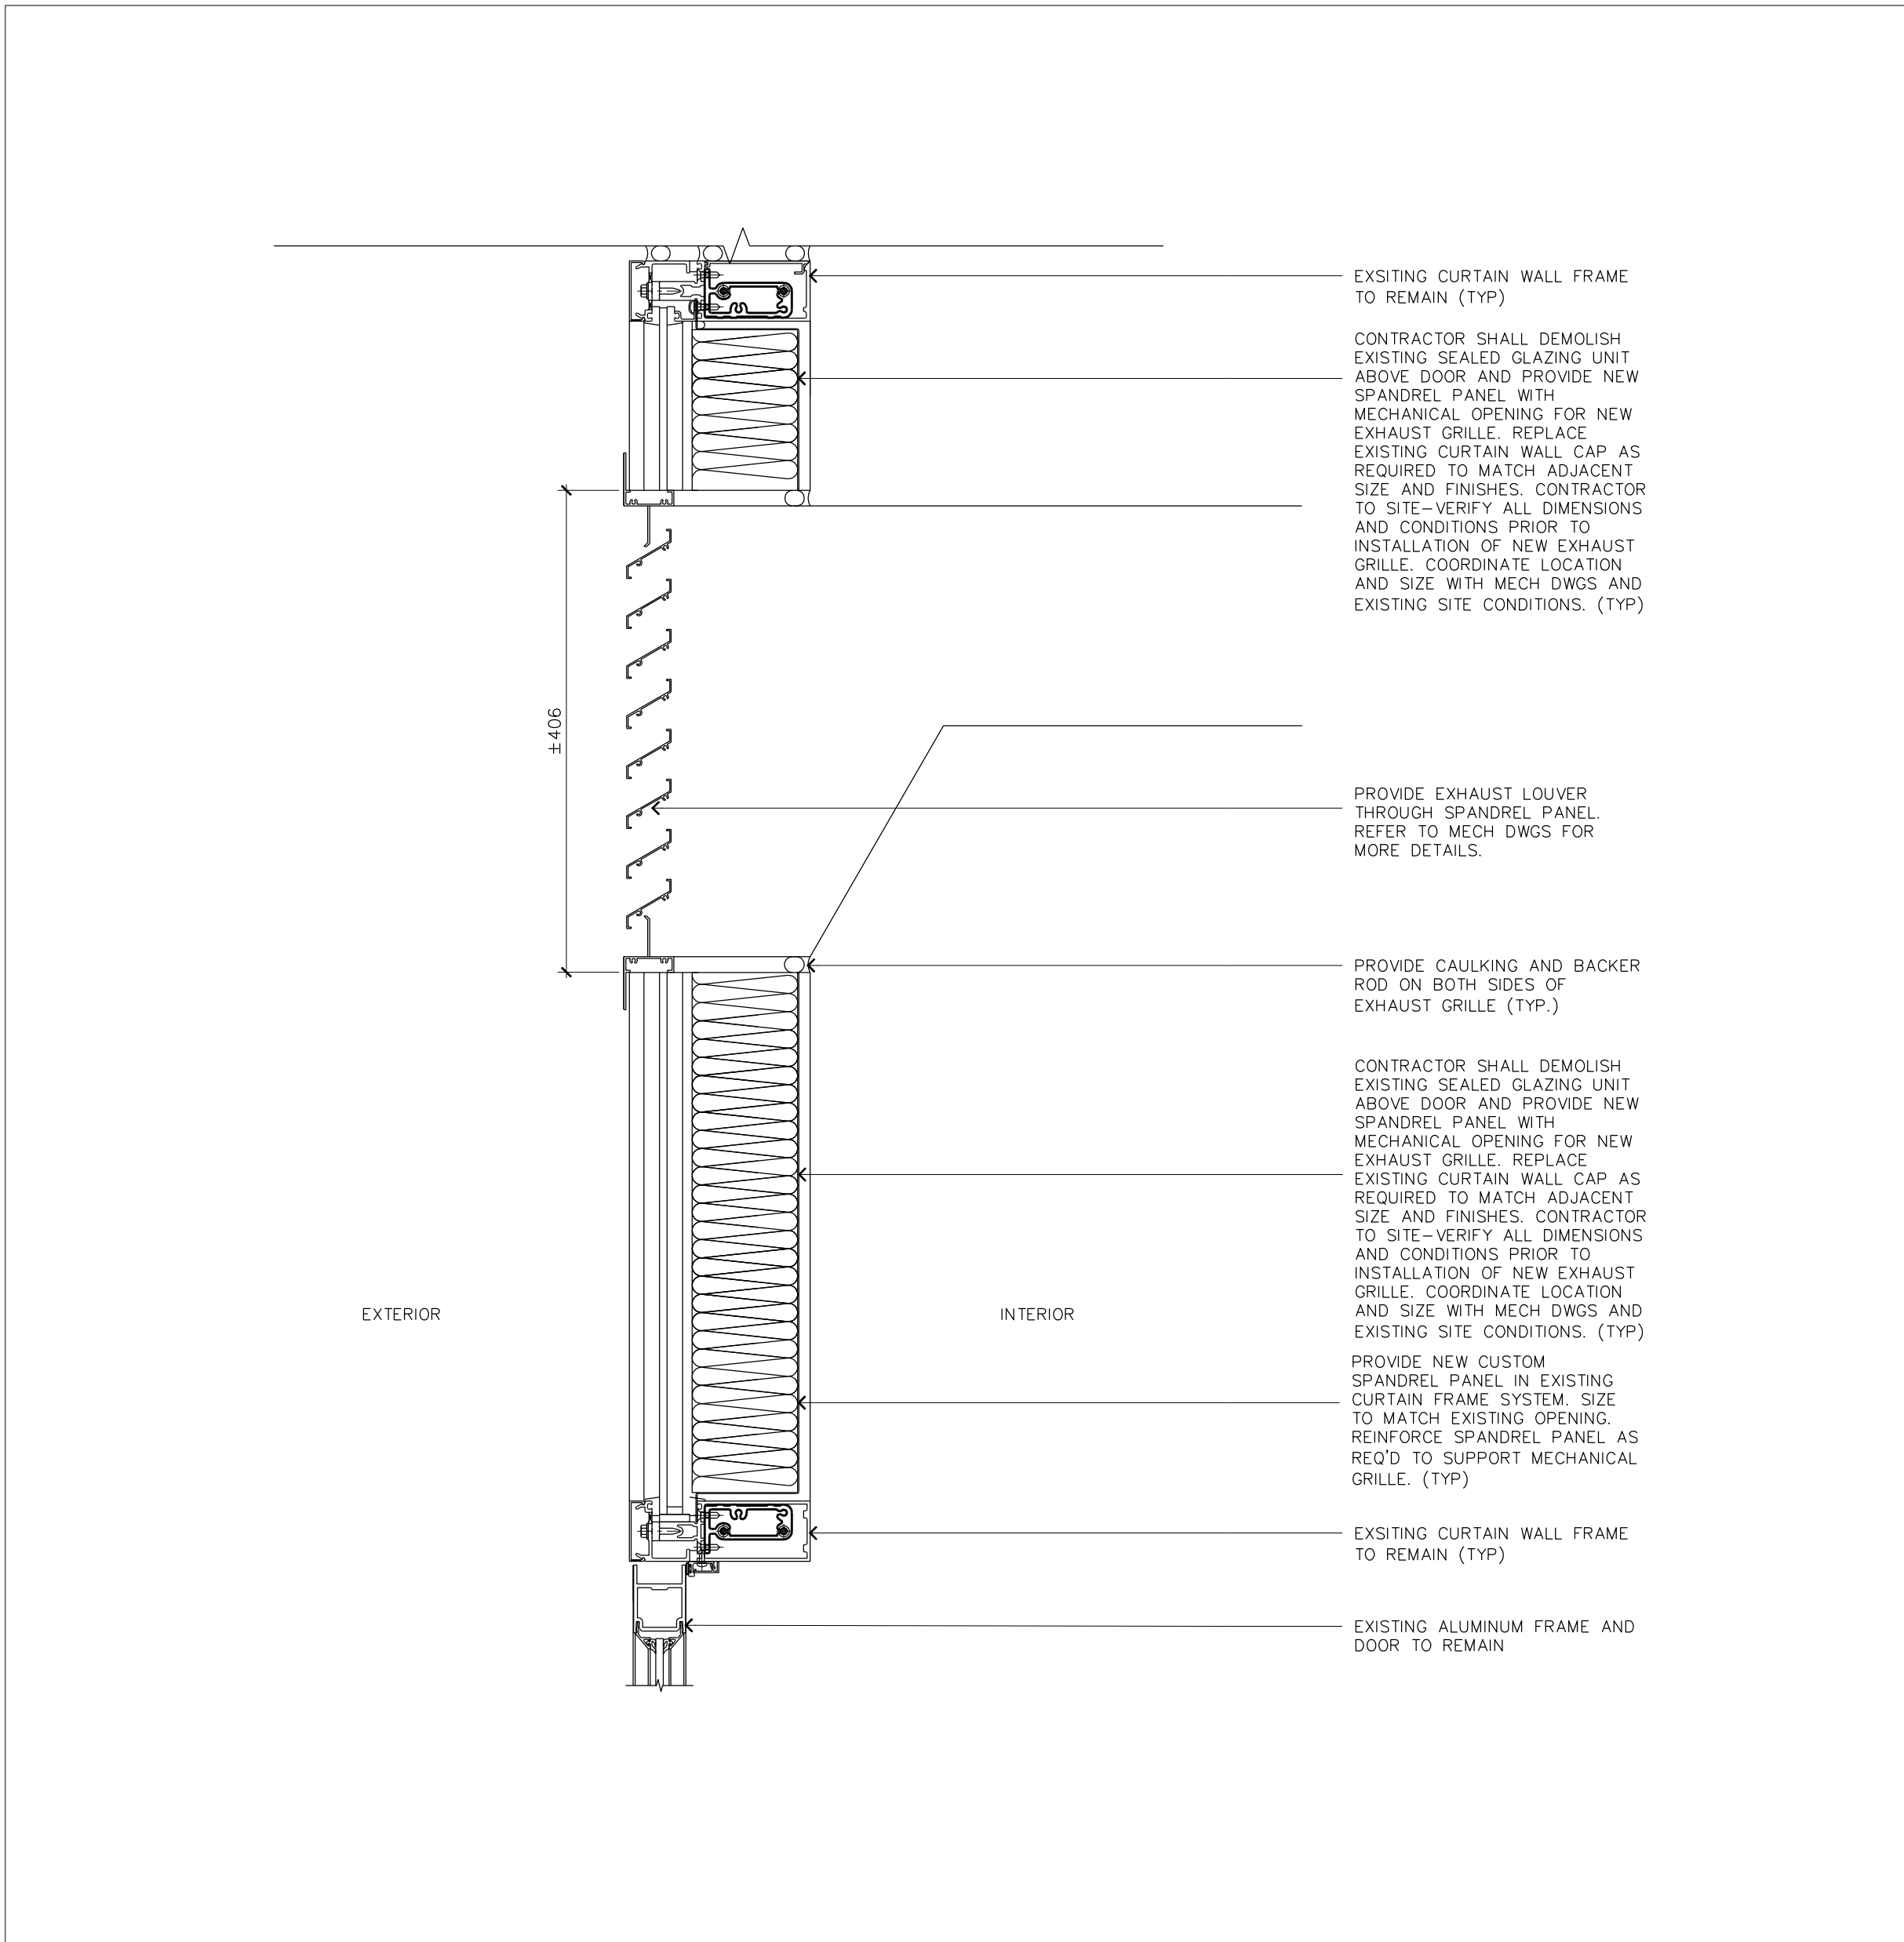 EXSITING CURTAIN WALL FRAME
TO REMAIN (TYP)
CONTRACTOR SHALL DEMOLISH
EXISTING SEALED GLAZING UNIT
ABOVE DOOR AND PROVIDE NEW
SPANDREL PANEL WITH
MECHANICAL OPENING FOR NEW
EXHAUST GRILLE. REPLACE
EXISTING CURTAIN WALL CAP AS
REQUIRED TO MATCH ADJACENT
SIZE AND FINISHES. CONTRACTOR
TO SITE-VERIFY ALL DIMENSIONS
AND CONDITIONS PRIOR TO
INSTALLATION OF NEW EXHAUST
GRILLE. COORDINATE LOCATION
AND SIZE WITH MECH DWGS AND
EXISTING SITE CONDITIONS. (TYP)
±406
PROVIDE EXHAUST LOUVER
THROUGH SPANDREL PANEL.
REFER TO MECH DWGS FOR
MORE DETAILS.
PROVIDE CAULKING AND BACKER
ROD ON BOTH SIDES OF
EXHAUST GRILLE (TYP.)
CONTRACTOR SHALL DEMOLISH
EXISTING SEALED GLAZING UNIT
ABOVE DOOR AND PROVIDE NEW
SPANDREL PANEL WITH
MECHANICAL OPENING FOR NEW
EXHAUST GRILLE. REPLACE
EXISTING CURTAIN WALL CAP AS
REQUIRED TO MATCH ADJACENT
SIZE AND FINISHES. CONTRACTOR
TO SITE-VERIFY ALL DIMENSIONS
AND CONDITIONS PRIOR TO
INSTALLATION OF NEW EXHAUST
GRILLE. COORDINATE LOCATION
AND SIZE WITH MECH DWGS AND
EXISTING SITE CONDITIONS. (TYP)
EXTERIOR
INTERIOR
PROVIDE NEW CUSTOM
SPANDREL PANEL IN EXISTING
CURTAIN FRAME SYSTEM. SIZE
TO MATCH EXISTING OPENING.
REINFORCE SPANDREL PANEL AS
REQ'D TO SUPPORT MECHANICAL
GRILLE. (TYP)
EXSITING CURTAIN WALL FRAME
TO REMAIN (TYP)
EXISTING ALUMINUM FRAME AND
DOOR TO REMAIN